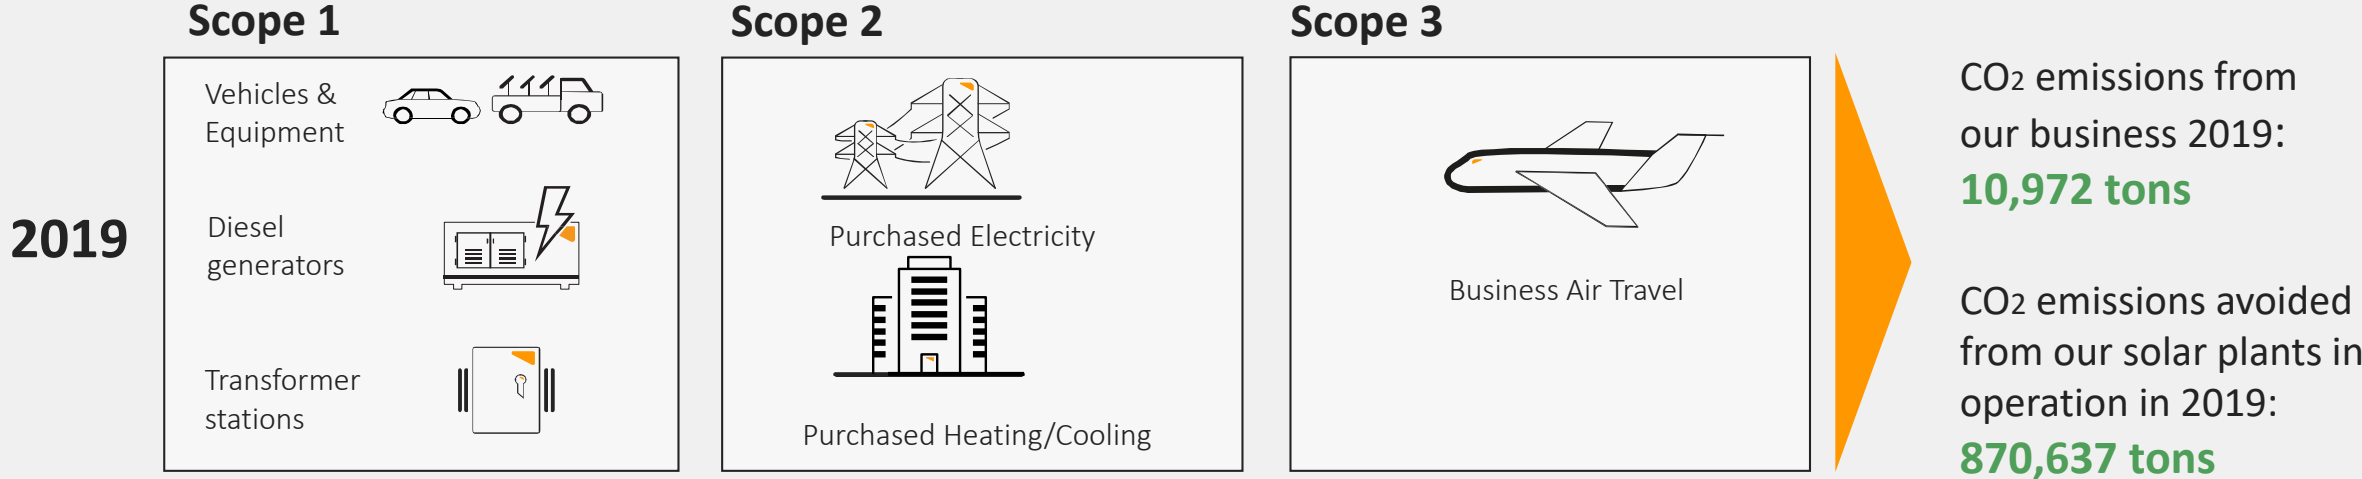 2019
Scope 1
Vehicles &
Equipment
Diesel
generators
Transformer
stations
Scope 2
Purchased Electricity
Purchased Heating/Cooling
Scope 3
Business Air Travel
CO2 emissions from
our business 2019:
10,972 tons
CO2 emissions avoided
from our solar plants in
operation in 2019:
870,637 tons